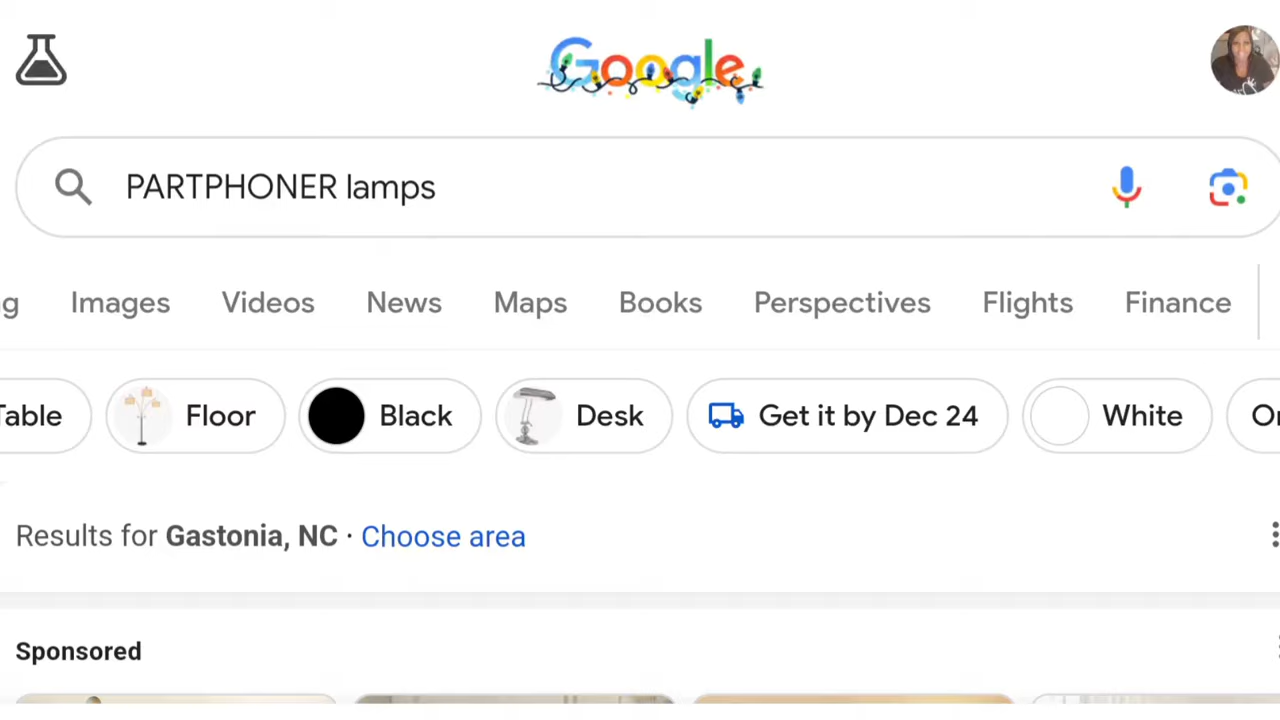 Google
PARTPHONER lamps
g Images Videos News Maps Books Perspectives Flights Finance
Table Floor Black Desk Get it by Dec 24 White
Results for Gastonia, NC · Choose area
Sponsored